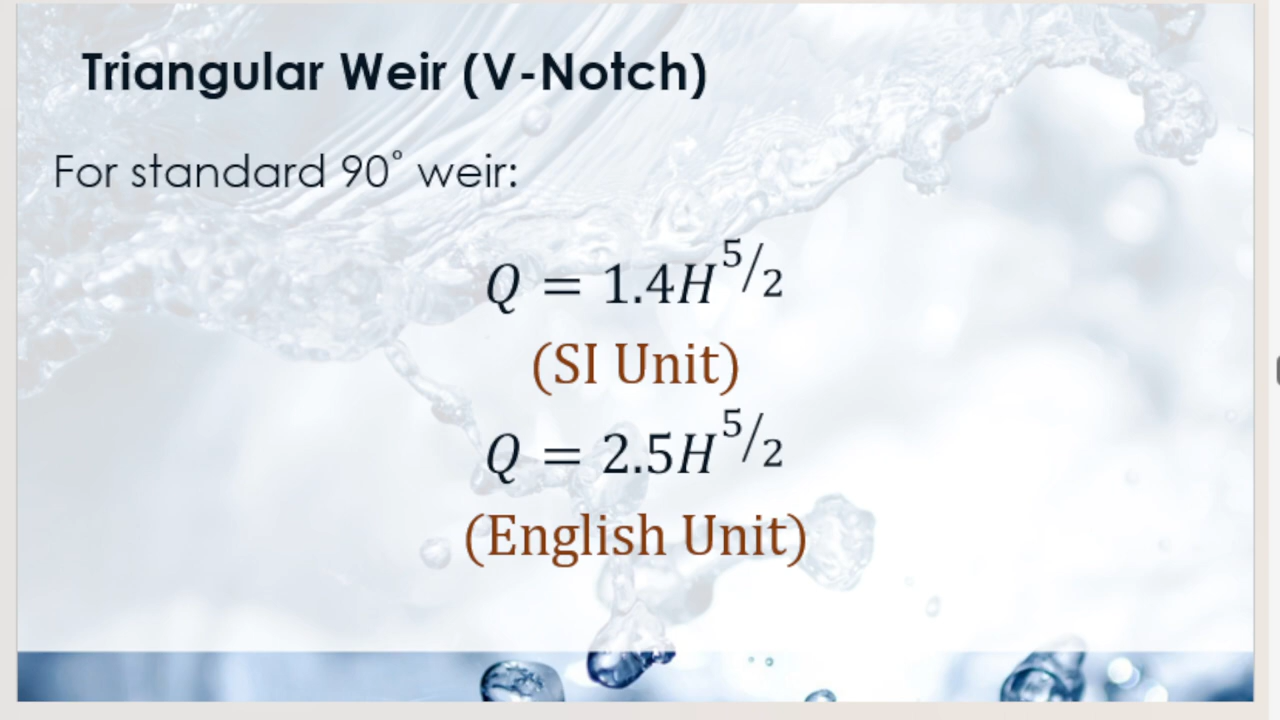 Triangular Weir (V-Notch)
For standard 90° weir:
Q = 1.4H^5/2
(SI Unit)
Q = 2.5H^5/2
(English Unit)